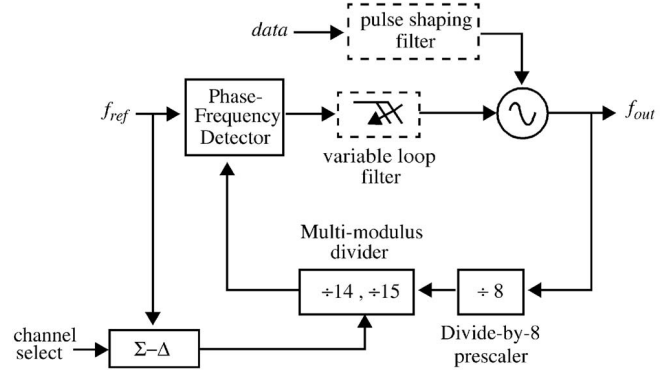 data
pulse shaping
filter
f_ref
Phase-
Frequency
Detector
f_out
variable loop
filter
Multi-modulus
divider
÷14 , ÷15
÷ 8
Divide-by-8
prescaler
channel
select
Σ–Δ